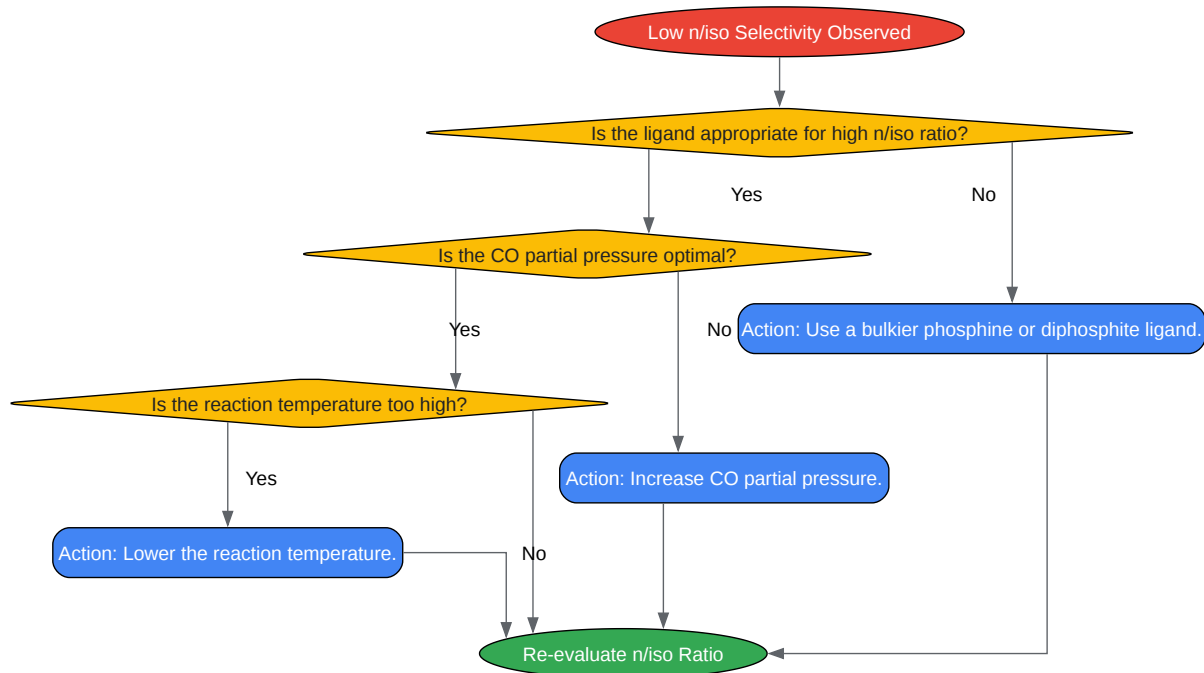 Low n/iso Selectivity Observed
Is the ligand appropriate for high n/iso ratio?
Yes
No
Is the CO partial pressure optimal?
Yes
No
Action: Use a bulkier phosphine or diphosphite ligand.
Is the reaction temperature too high?
Yes
Action: Increase CO partial pressure.
Action: Lower the reaction temperature.
No
Re-evaluate n/iso Ratio